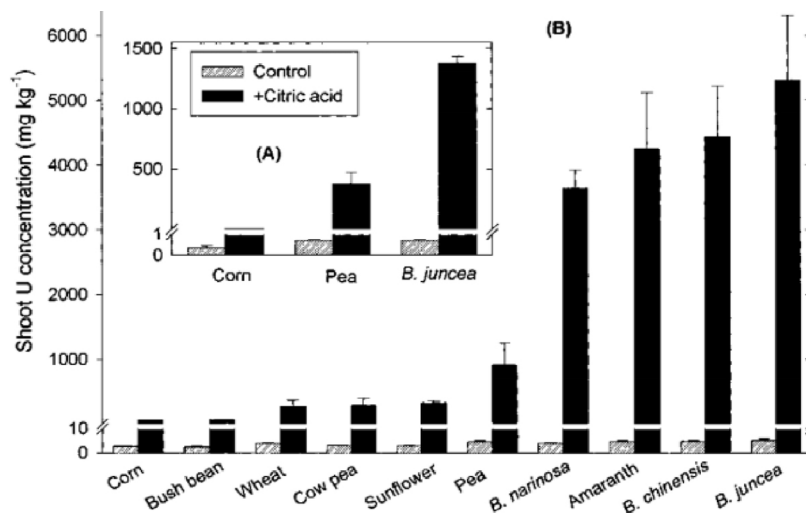 Shoot U concentration (mg kg⁻¹)
6000
5000
4000
3000
2000
1000
10
0
(B)
1500
1000
500
1
0
Control
+Citric acid
(A)
Corn
Pea
B. juncea
Corn
Bush bean
Wheat
Cow pea
Sunflower
Pea
B. narinosa
Amaranth
B. chinensis
B. juncea